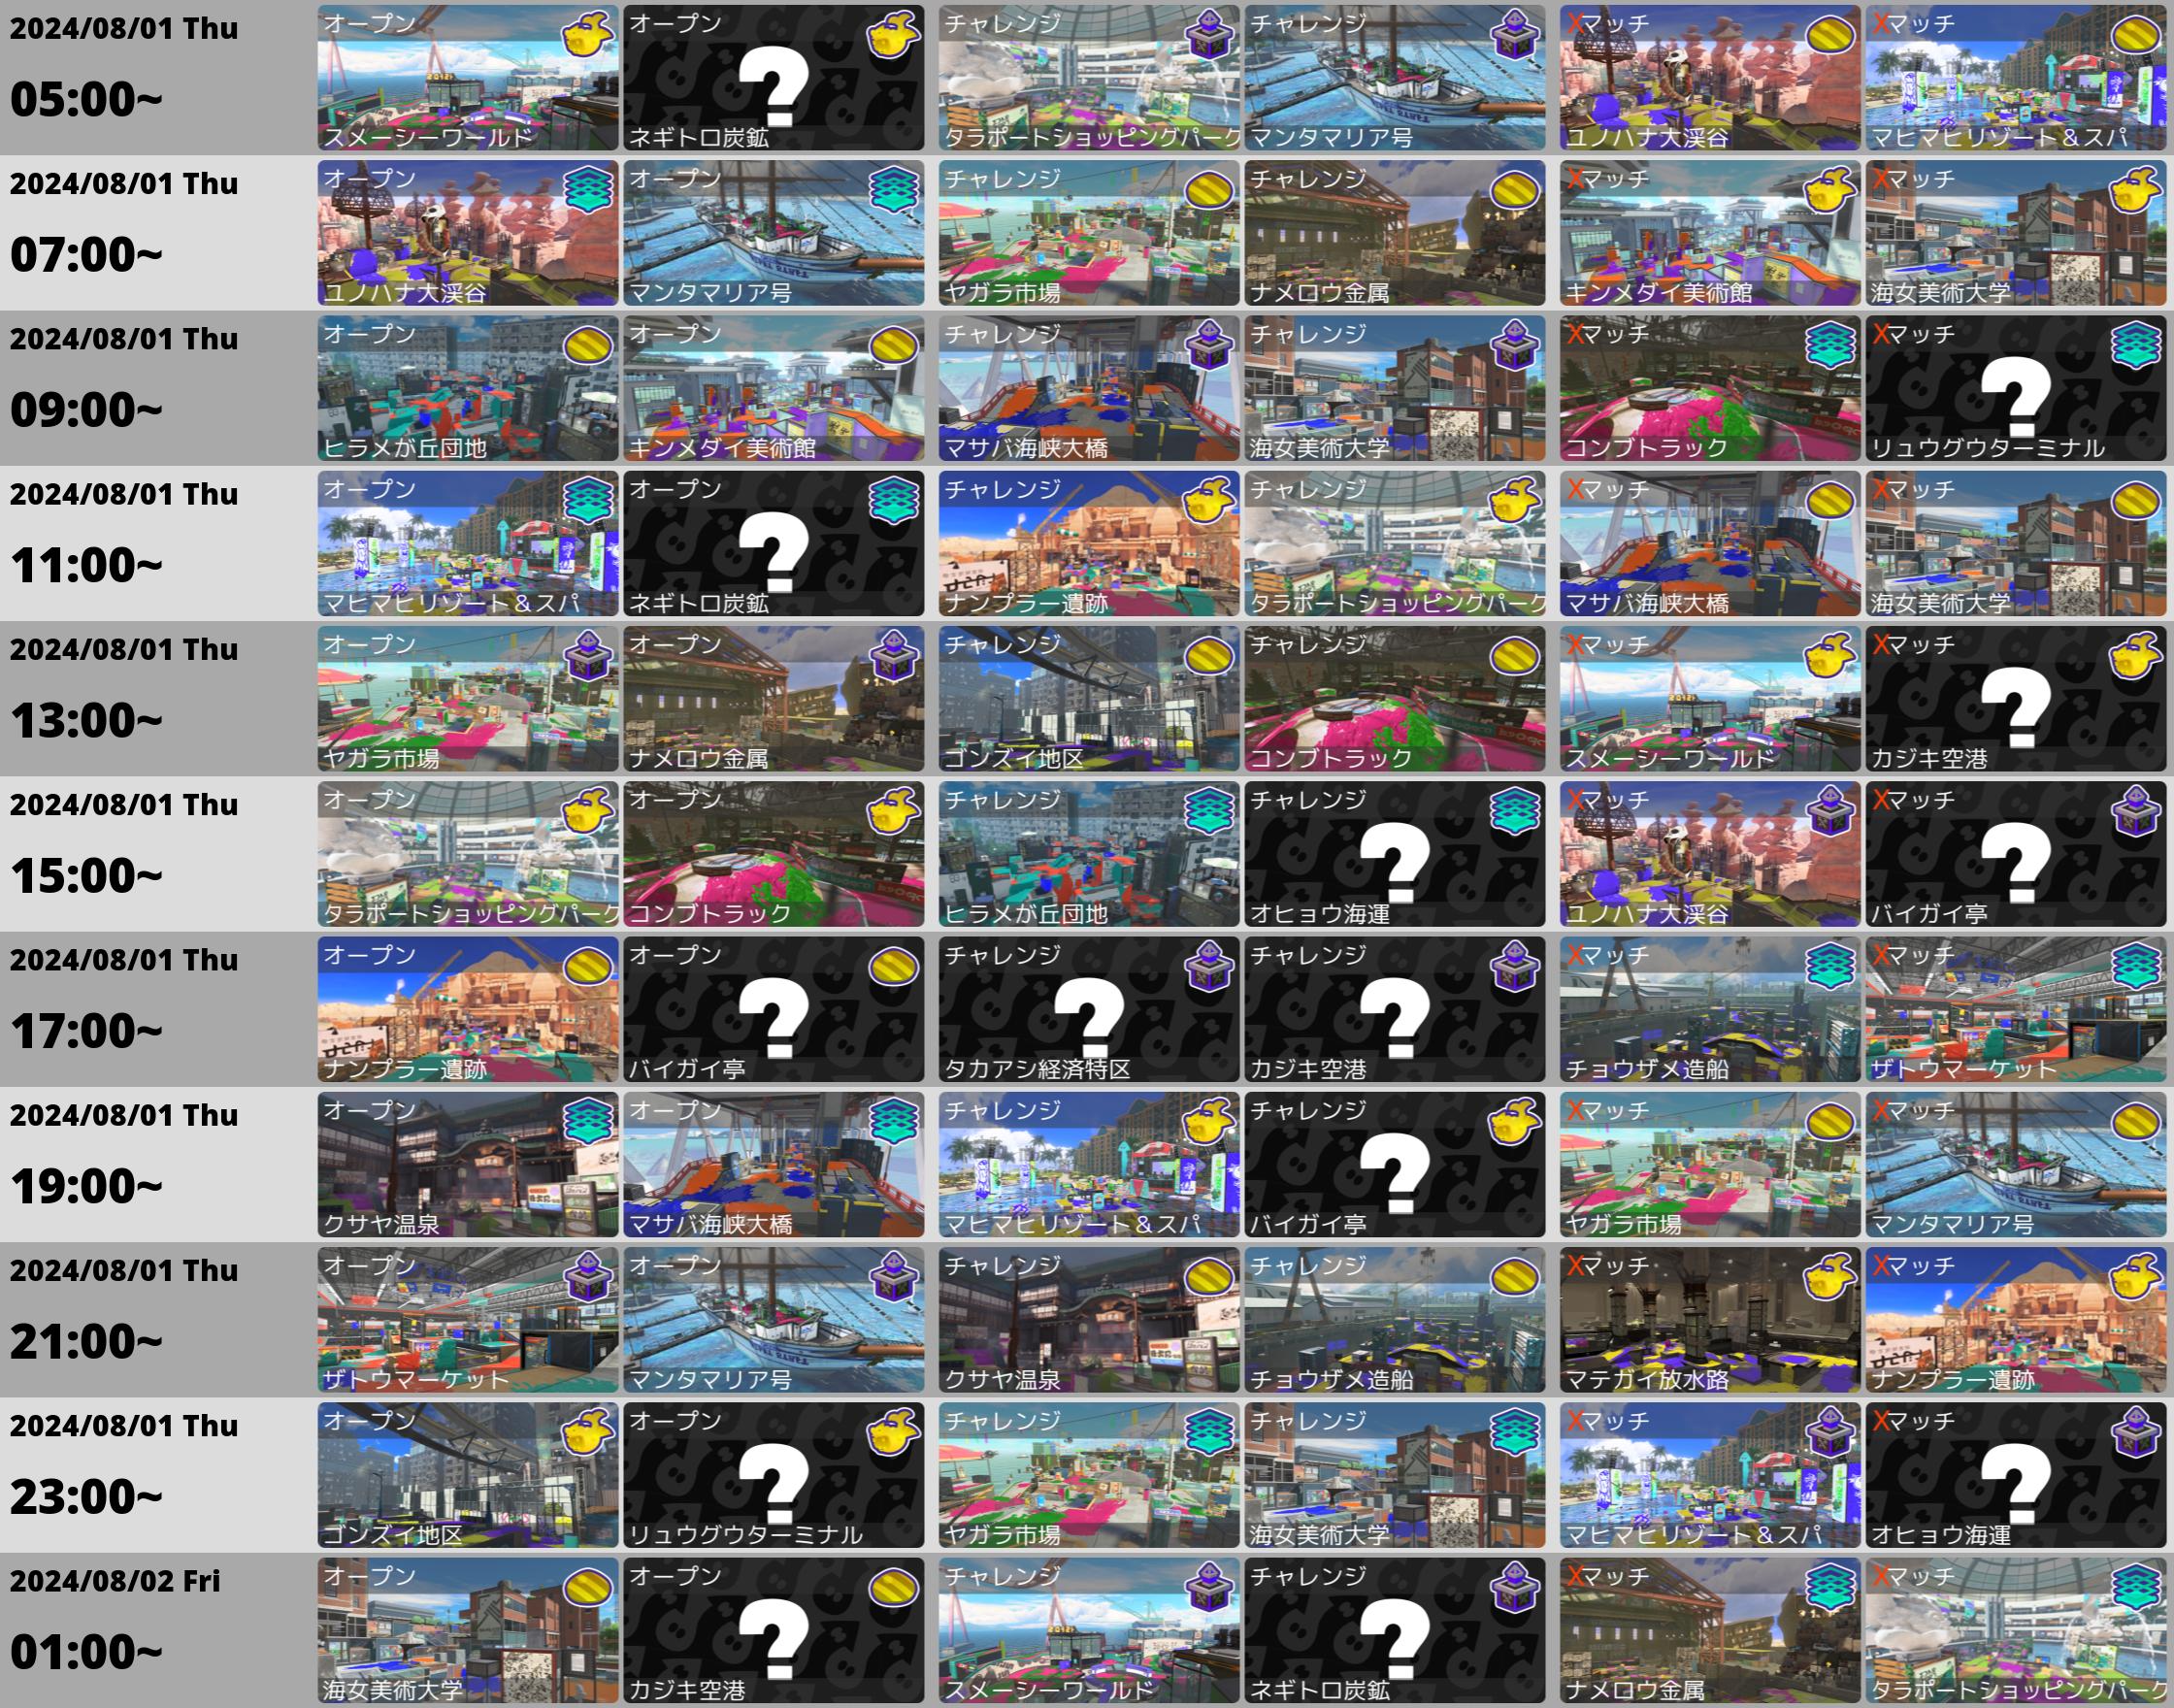 2024/08/01 Thu
05:00~
オープン
スメーシーワールド
オープン
ネギトロ炭鉱
チャレンジ
タラポートショッピングパーク
チャレンジ
マンタマリア号
Xマッチ
ユノハナ大渓谷
Xマッチ
マヒマヒリゾート&スパ
2024/08/01 Thu
07:00~
オープン
ユノハナ大渓谷
オープン
マンタマリア号
チャレンジ
ヤガラ市場
チャレンジ
ナメロウ金属
Xマッチ
キンメダイ美術館
Xマッチ
海女美術大学
2024/08/01 Thu
09:00~
オープン
ヒラメが丘団地
オープン
キンメダイ美術館
チャレンジ
マサバ海峡大橋
チャレンジ
海女美術大学
Xマッチ
コンブトラック
Xマッチ
リュウグウターミナル
2024/08/01 Thu
11:00~
オープン
マヒマヒリゾート&スパ
オープン
ネギトロ炭鉱
チャレンジ
ナンプラー遺跡
チャレンジ
タラポートショッピングパーク
Xマッチ
マサバ海峡大橋
Xマッチ
海女美術大学
2024/08/01 Thu
13:00~
オープン
ヤガラ市場
オープン
ナメロウ金属
チャレンジ
ゴンズイ地区
チャレンジ
コンブトラック
Xマッチ
スメーシーワールド
Xマッチ
カジキ空港
2024/08/01 Thu
15:00~
オープン
タラポートショッピングパーク
オープン
コンブトラック
チャレンジ
ヒラメが丘団地
チャレンジ
オヒョウ海運
Xマッチ
ユノハナ大渓谷
Xマッチ
バイガイ亭
2024/08/01 Thu
17:00~
オープン
ナンプラー遺跡
オープン
バイガイ亭
チャレンジ
タカアシ経済特区
チャレンジ
カジキ空港
Xマッチ
チョウザメ造船
Xマッチ
ザトウマーケット
2024/08/01 Thu
19:00~
オープン
クサヤ温泉
オープン
マサバ海峡大橋
チャレンジ
マヒマヒリゾート&スパ
チャレンジ
バイガイ亭
Xマッチ
ヤガラ市場
Xマッチ
マンタマリア号
2024/08/01 Thu
21:00~
オープン
ザトウマーケット
オープン
マンタマリア号
チャレンジ
クサヤ温泉
チャレンジ
チョウザメ造船
Xマッチ
マテガイ放水路
Xマッチ
ナンプラー遺跡
2024/08/01 Thu
23:00~
オープン
ゴンズイ地区
オープン
リュウグウターミナル
チャレンジ
ヤガラ市場
チャレンジ
海女美術大学
Xマッチ
マヒマヒリゾート&スパ
Xマッチ
オヒョウ海運
2024/08/02 Fri
01:00~
オープン
海女美術大学
オープン
カジキ空港
チャレンジ
スメーシーワールド
チャレンジ
ネギトロ炭鉱
Xマッチ
ナメロウ金属
Xマッチ
タラポートショッピングパーク